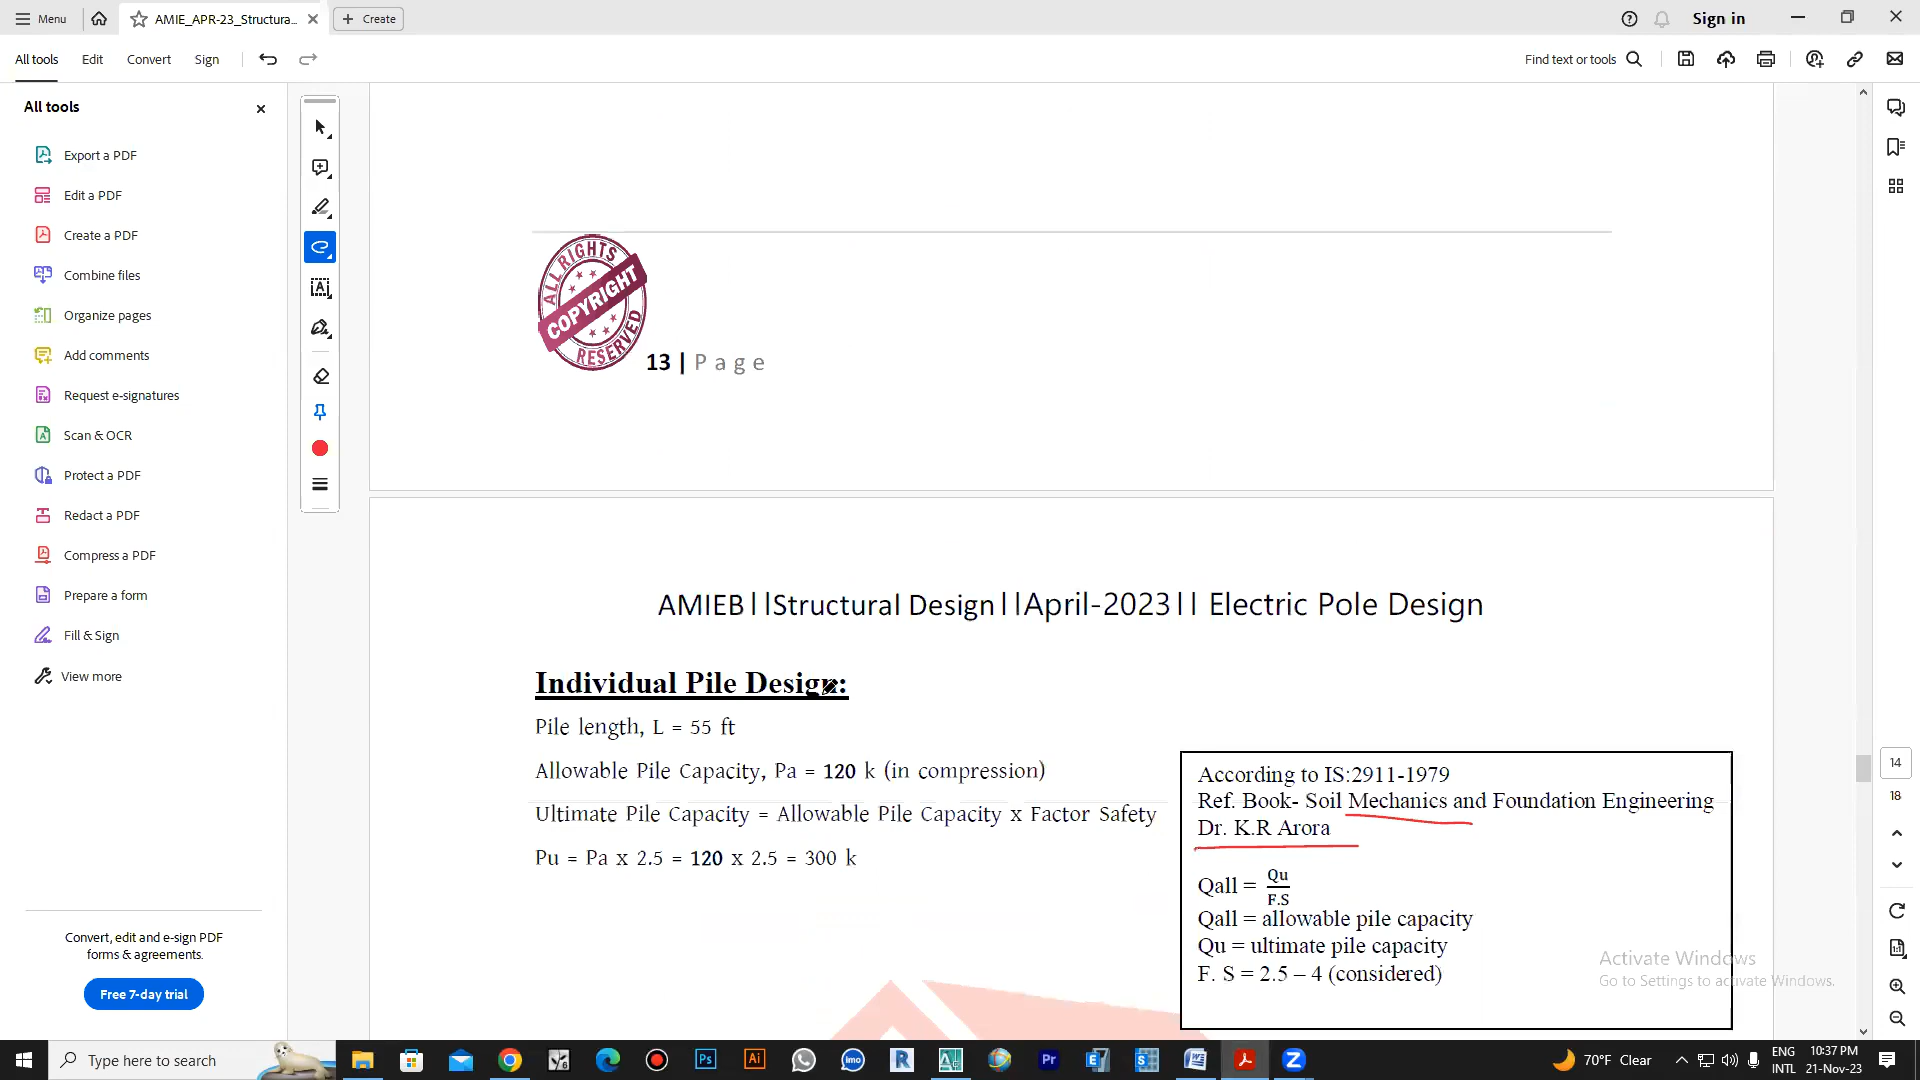 Menu
AMIE_APR-23_Structura...
Create
Sign in
All tools
Edit
Convert
Sign
Find text or tools
All tools
Export a PDF
Edit a PDF
Create a PDF
Combine files
Organize pages
Add comments
Request e-signatures
Scan & OCR
Protect a PDF
Redact a PDF
Compress a PDF
Prepare a form
Fill & Sign
View more
Convert, edit and e-sign PDF
forms & agreements.
Free 7-day trial
ALL RIGHTS
COPYRIGHT
RESERVED
13 | Page
AMIEB||Structural Design||April-2023|| Electric Pole Design
Individual Pile Design:
Pile length, L = 55 ft
Allowable Pile Capacity, Pa = 120 k (in compression)
Ultimate Pile Capacity = Allowable Pile Capacity x Factor Safety
Pu = Pa x 2.5 = 120 x 2.5 = 300 k
According to IS:2911-1979
Ref. Book- Soil Mechanics and Foundation Engineering
Dr. K.R Arora
Qall = Qu/F.S
Qall = allowable pile capacity
Qu = ultimate pile capacity
F. S = 2.5 – 4 (considered)
14
18
Activate Windows
Go to Settings to activate Windows.
Type here to search
70°F Clear
ENG
INTL
10:37 PM
21-Nov-23